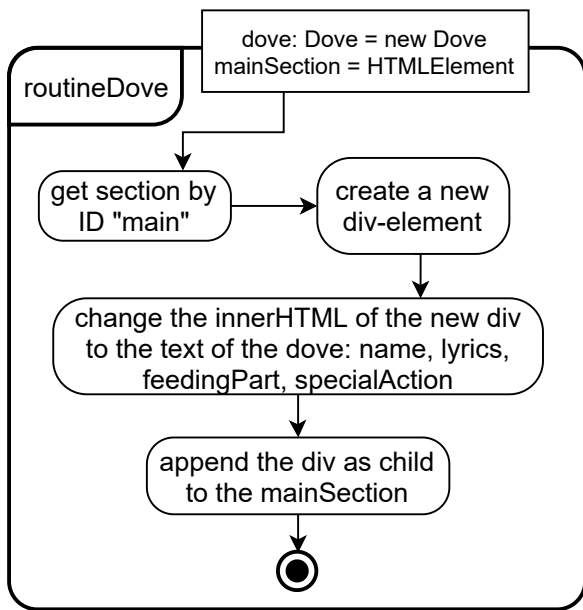 dove: Dove = new Dove
mainSection = HTMLElement
routineDove
get section by
ID "main"
create a new
div-element
change the innerHTML of the new div
to the text of the dove: name, lyrics,
feedingPart, specialAction
append the div as child
to the mainSection